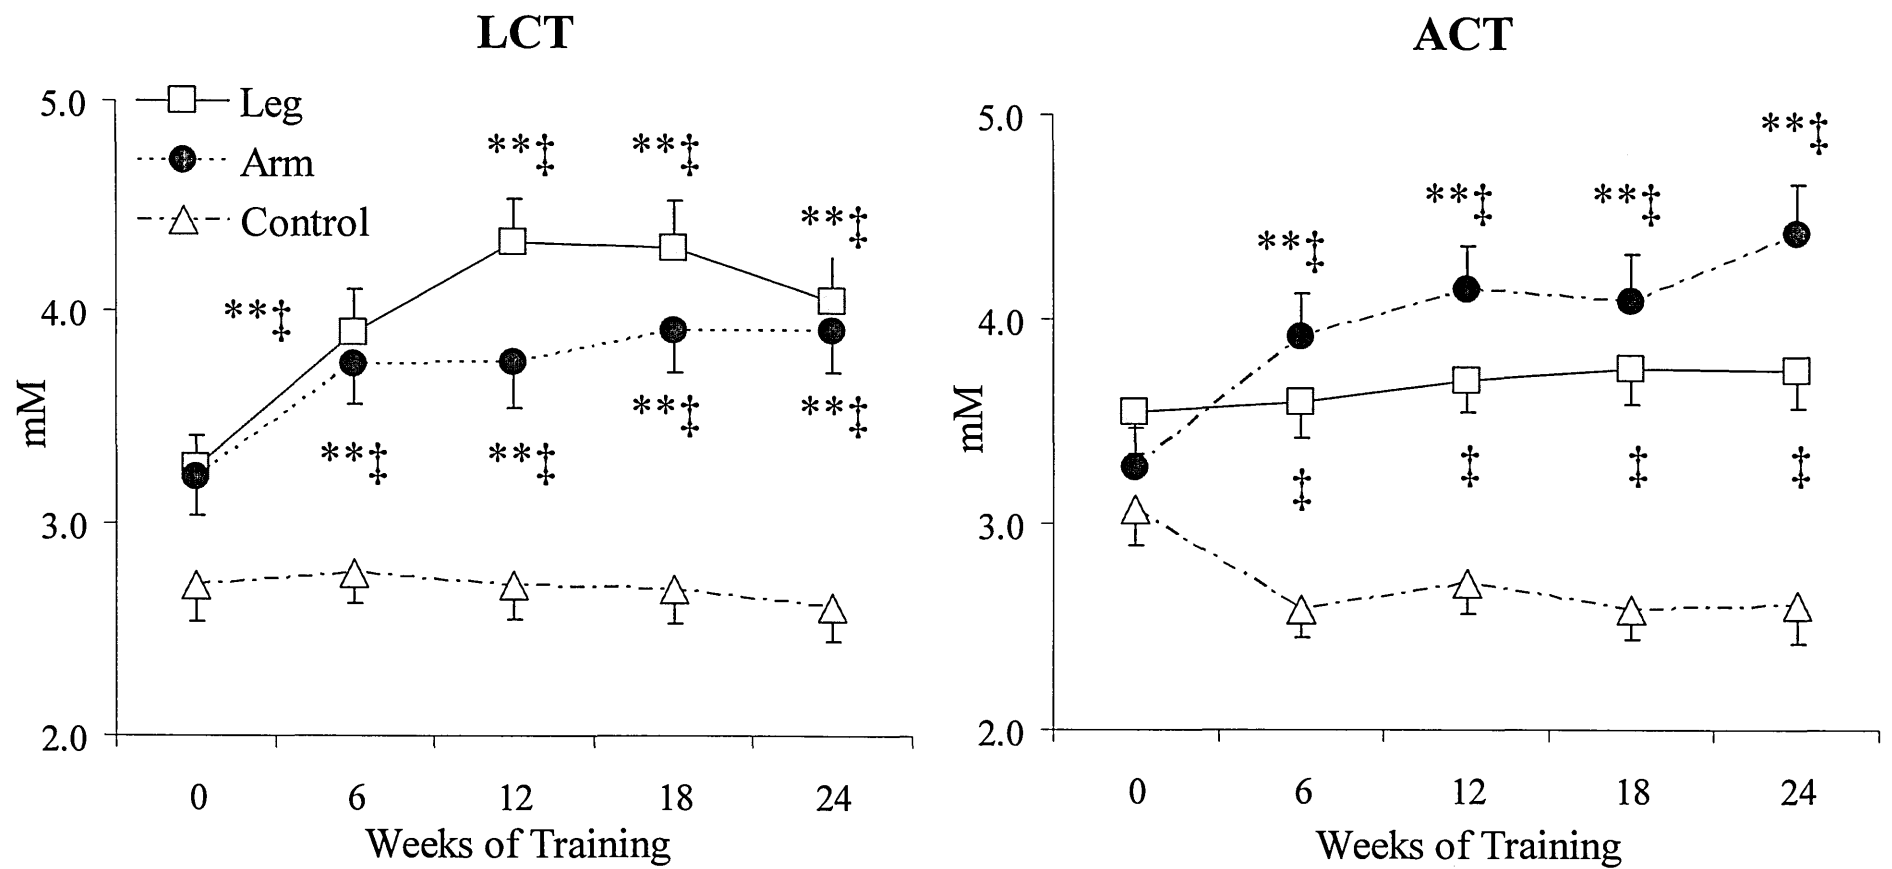 LCT
5.0
Leg
Arm
Control
**‡ **‡
**‡
**‡
4.0
**‡ **‡
**‡ **‡
3.0
2.0
mM
0 6 12 18 24
Weeks of Training
ACT
5.0
**‡
**‡ **‡
**‡
4.0
‡ ‡ ‡ ‡
3.0
2.0
mM
0 6 12 18 24
Weeks of Training